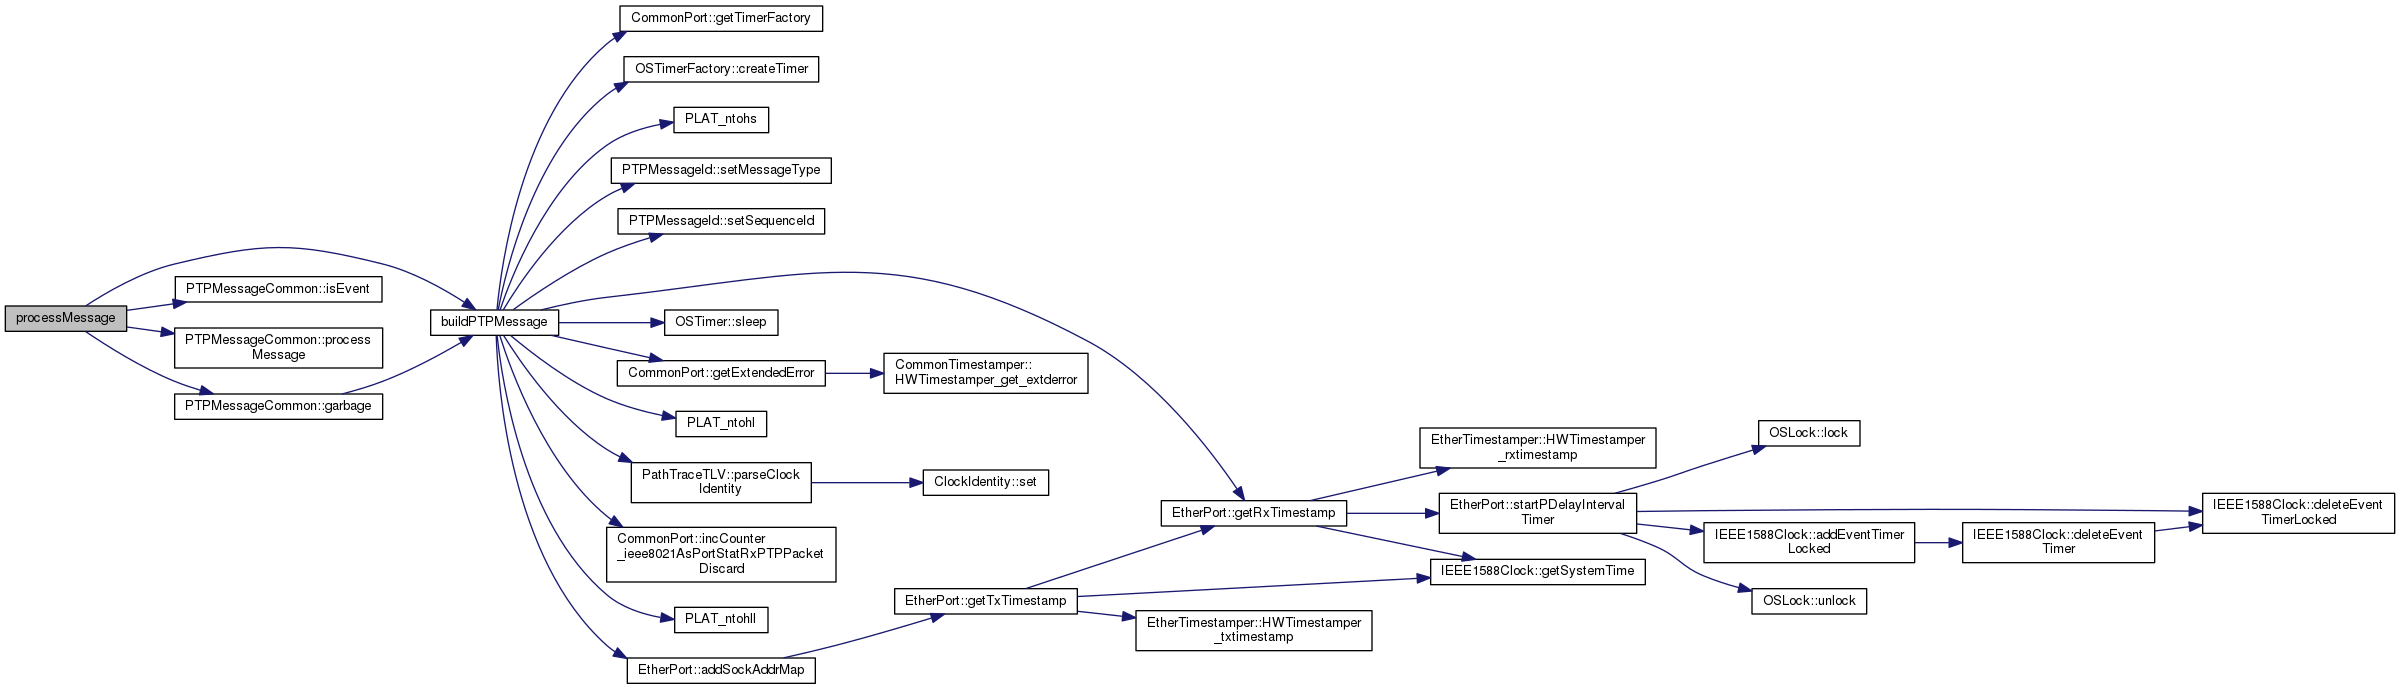 CommonPort::getTimerFactory
OSTimerFactory::createTimer
PLAT_ntohs
PTPMessageId::setMessageType
PTPMessageId::setSequenceId
PTPMessageCommon::isEvent
processMessage
buildPTPMessage
OSTimer::sleep
PTPMessageCommon::process
Message
CommonPort::getExtendedError
CommonTimestamper::
HWTimestamper_get_extderror
PTPMessageCommon::garbage
PLAT_ntohl
PathTraceTLV::parseClock
Identity
ClockIdentity::set
CommonPort::incCounter
_ieee8021AsPortStatRxPTPPacket
Discard
PLAT_ntohll
EtherPort::addSockAddrMap
EtherPort::getTxTimestamp
EtherPort::getRxTimestamp
EtherTimestamper::HWTimestamper
_txtimestamp
EtherTimestamper::HWTimestamper
_rxtimestamp
EtherPort::startPDelayInterval
Timer
IEEE1588Clock::getSystemTime
OSLock::lock
IEEE1588Clock::addEventTimer
Locked
OSLock::unlock
IEEE1588Clock::deleteEvent
Timer
IEEE1588Clock::deleteEvent
TimerLocked